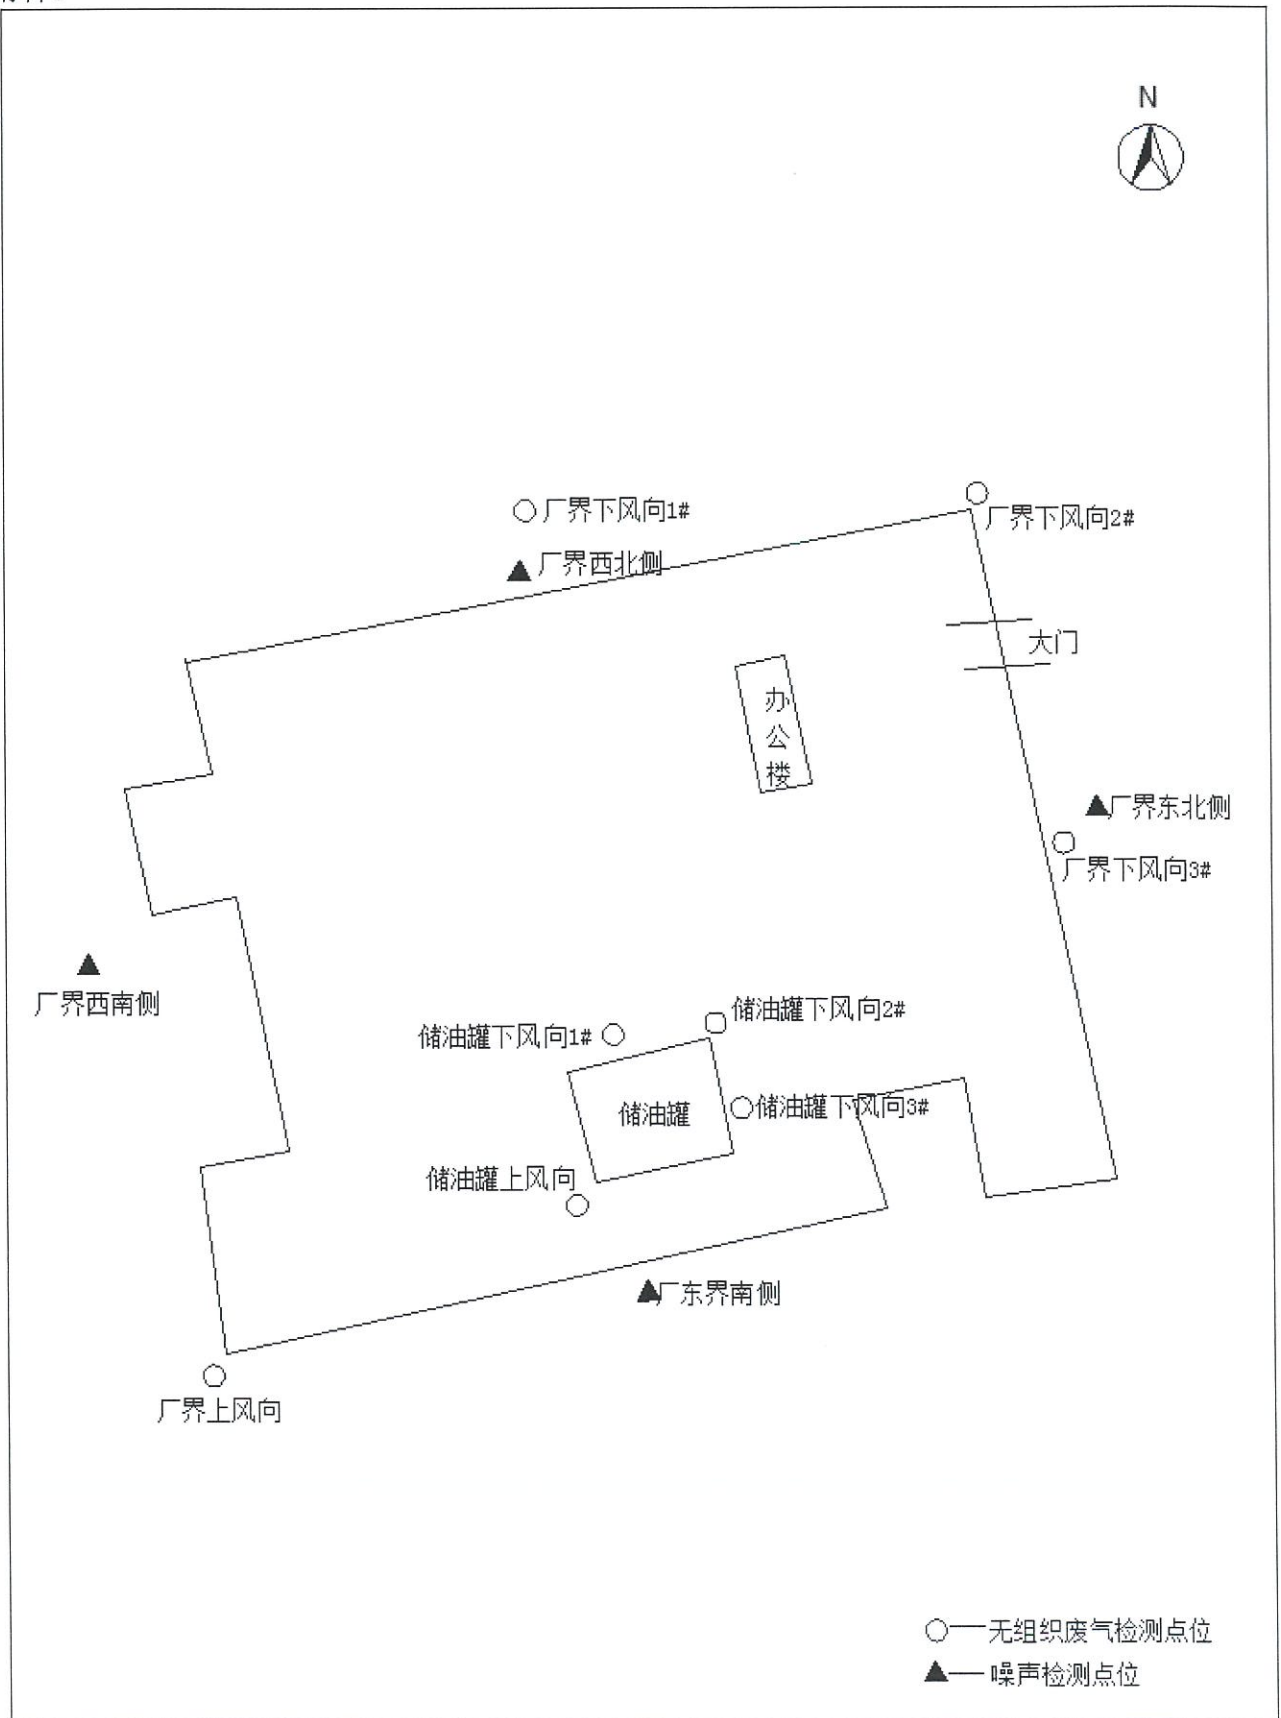 N
厂界下风向1#
厂界下风向2#
厂界西北侧
大门
办
公
楼
厂界东北侧
厂界下风向3#
厂界西南侧
储油罐下风向2#
储油罐下风向1#
储油罐
储油罐下风向3#
储油罐上风向
厂东界南侧
厂界上风向
无组织废气检测点位
噪声检测点位